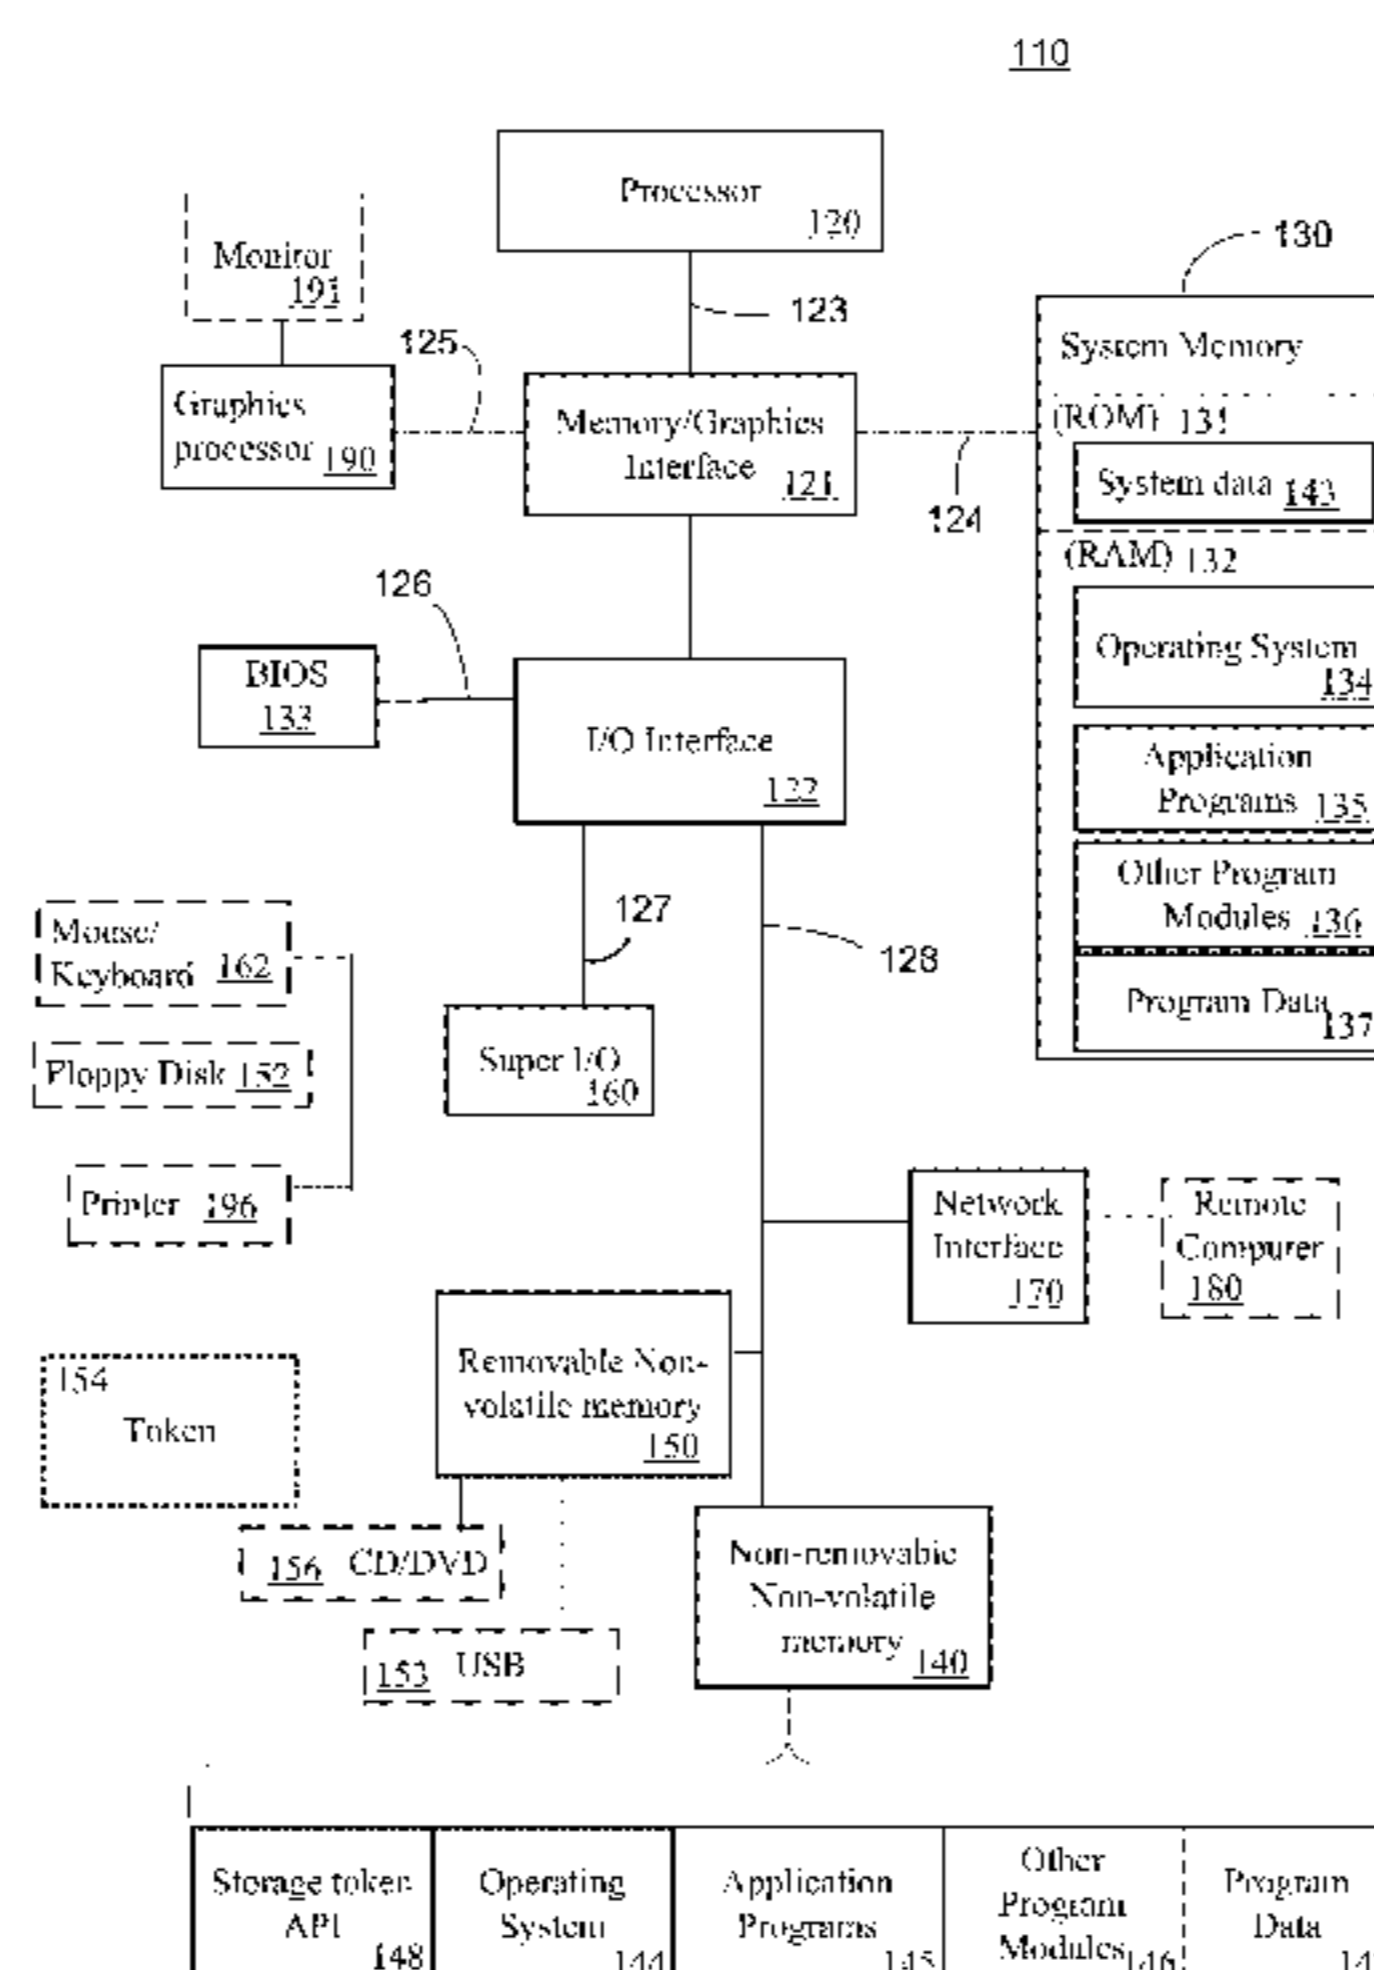 110
Processor
120
Monitor
191
130
123
125
System Memory
Graphics
processor 190
Memory/Graphics
Interface
121
(ROM) 131
System data 143
124
(RAM) 132
126
Operating System
134
BIOS
133
I/O Interface
122
Application
Programs 135
Other Program
Modules 136
127
128
Mouse/
Keyboard 162
Program Data
137
Super I/O
160
Floppy Disk 152
Printer 196
Network
Interface
170
Remote
Computer
180
Removable Non-
volatile memory
150
154
Token
156 CD/DVD
Non-removable
Non-volatile
memory
140
153 USB
Storage token
API
148
Operating
System
144
Application
Programs
145
Other
Program
Modules 146
Program
Data